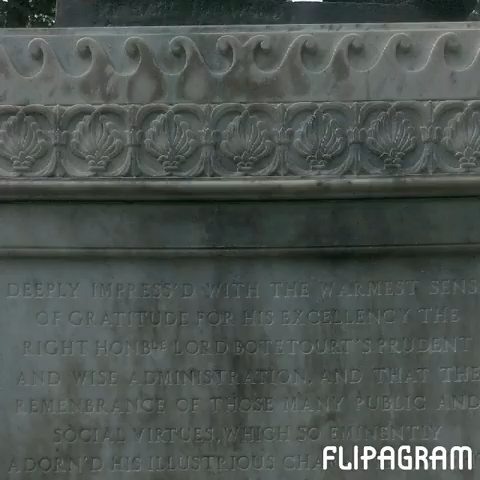 DEEPLY IMPRESS'D WITH THE WARMEST SENS
OF GRATITUDE FOR HIS EXCELLENCY THE
RIGHT HONBLE LORD BOTETOURT'S PRUDENT
AND WISE ADMINISTRATION, AND THAT THE
REMEMBRANCE OF THOSE MANY PUBLIC AND
SOCIAL VIRTUES, WHICH SO EMINENTLY
ADORN'D HIS ILLUSTRIOUS CHA
FLIPAGRAM